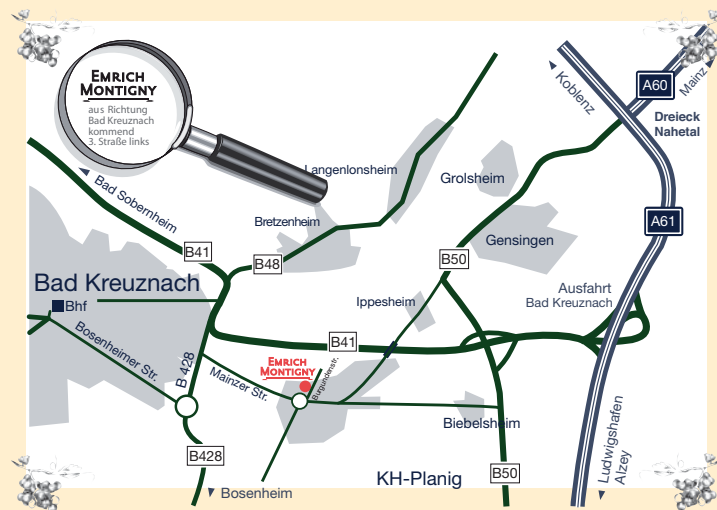 EMRICH
MONTIGNY
aus Richtung
Bad Kreuznach
kommend
3. Straße links
Koblenz
A60
Mainz
Dreieck
Nahetal
Langenlonsheim
Grolsheim
Bad Sobernheim
Bretzenheim
A61
Gensingen
B41
B48
B50
Bad Kreuznach
Bhf
Ippesheim
Ausfahrt
Bad Kreuznach
Bosenheimer Str.
B 428
B41
EMRICH
MONTIGNY
Mainzer Str.
Burgundenstr.
Biebelsheim
B428
KH-Planig
B50
Ludwigshafen
Alzey
Bosenheim